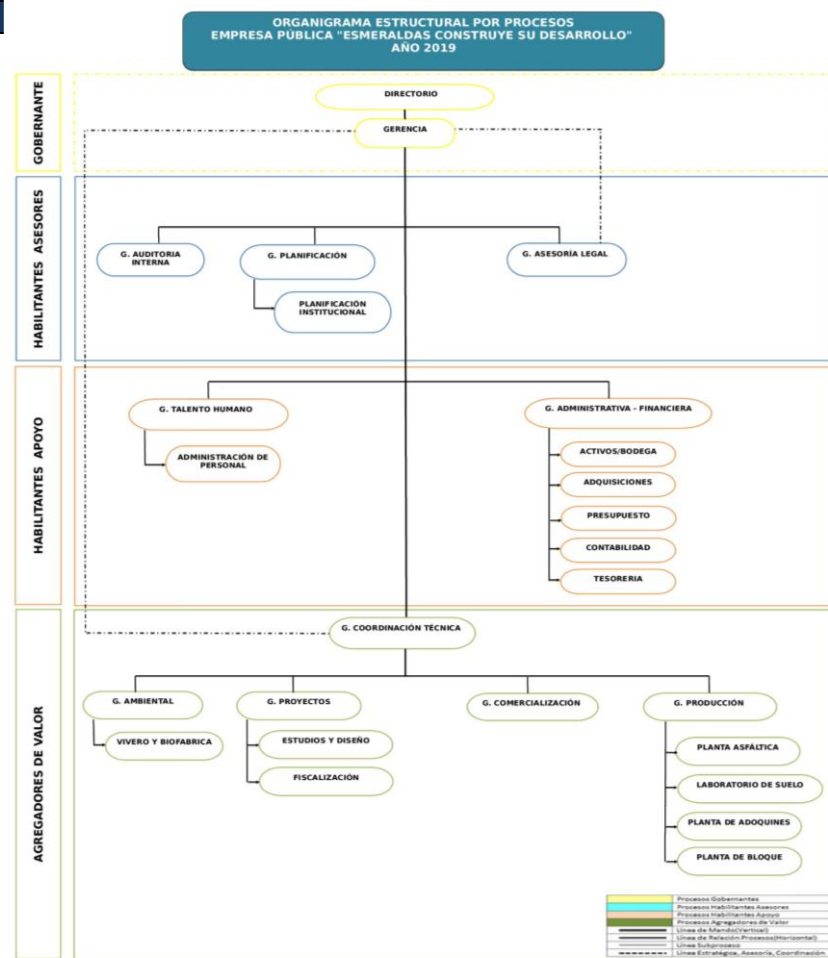 ORGANIGRAMA ESTRUCTURAL POR PROCESOS
EMPRESA PÚBLICA "ESMERALDAS CONSTRUYE SU DESARROLLO"
AÑO 2019
GOBERNANTE
DIRECTORIO
GERENCIA
HABILITANTES ASESORES
G. AUDITORIA
INTERNA
G. PLANIFICACIÓN
G. ASESORÍA LEGAL
PLANIFICACIÓN
INSTITUCIONAL
HABILITANTES APOYO
G. TALENTO HUMANO
G. ADMINISTRATIVA - FINANCIERA
ADMINISTRACIÓN DE
PERSONAL
ACTIVOS/BODEGA
ADQUISICIONES
PRESUPUESTO
CONTABILIDAD
TESORERIA
AGREGADORES DE VALOR
G. COORDINACIÓN TÉCNICA
G. AMBIENTAL
G. PROYECTOS
G. COMERCIALIZACIÓN
G. PRODUCCIÓN
VIVERO Y BIOFABRICA
ESTUDIOS Y DISEÑO
FISCALIZACIÓN
PLANTA ASFÁLTICA
LABORATORIO DE SUELO
PLANTA DE ADOQUINES
PLANTA DE BLOQUE
Procesos Gobernantes
Procesos Habilitantes Asesores
Procesos Habilitantes Apoyo
Procesos Agregadores de Valor
Línea de Mando(Vertical)
Línea de Relación Procesos(Horizontal)
Línea Subproceso
Línea Estratégica, Asesoría, Coordinación